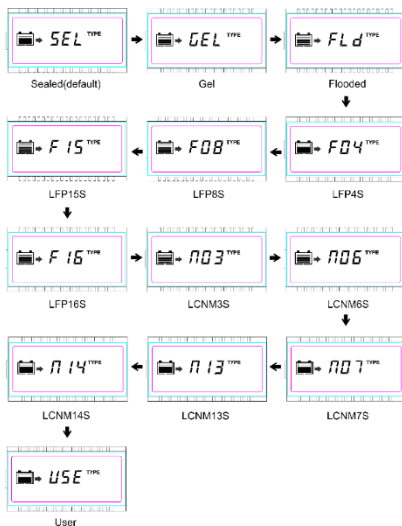 SEL TYPE
GEL TYPE
FLd TYPE
Sealed(default)
Gel
Flooded
F15 TYPE
F08 TYPE
F04 TYPE
LFP15S
LFP8S
LFP4S
F16 TYPE
N03 TYPE
N06 TYPE
LFP16S
LCNM3S
LCNM6S
N14 TYPE
N13 TYPE
N07 TYPE
LCNM14S
LCNM13S
LCNM7S
USE TYPE
User